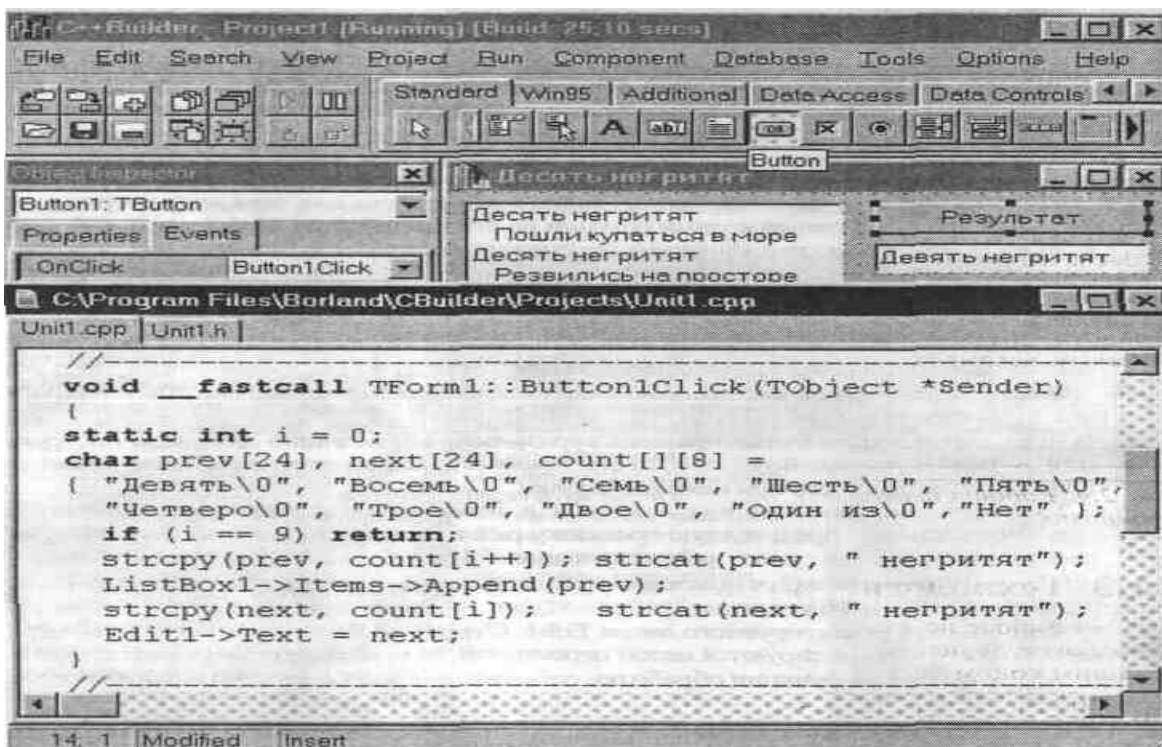 C++Builder - Project1 [Running] [Build: 25.10 secs]
File Edit Search View Project Run Component Database Tools Options Help
Standard Win95 Additional Data Access Data Controls
Button
Object Inspector
Десять негритят
Button1: TButton
Properties Events
OnClick Button1Click
Десять негритят
Пошли купаться в море
Десять негритят
Резвились на просторе
Результат
Девять негритят
C:\Program Files\Borland\CBuilder\Projects\Unit1.cpp
Unit1.cpp Unit1.h
//--------------------------------------------------------------
void __fastcall TForm1::Button1Click(TObject *Sender)
{
static int i = 0;
char prev[24], next[24], count[][8] =
{ "Девять\0", "Восемь\0", "Семь\0", "Шесть\0", "Пять\0",
"Четверо\0", "Трое\0", "Двое\0", "Один из\0","Нет" };
if (i == 9) return;
strcpy(prev, count[i++]); strcat(prev, " негритят");
ListBox1->Items->Append(prev);
strcpy(next, count[i]); strcat(next, " негритят");
Edit1->Text = next;
}
//--------------------------------------------------------------
14: 1 Modified Insert